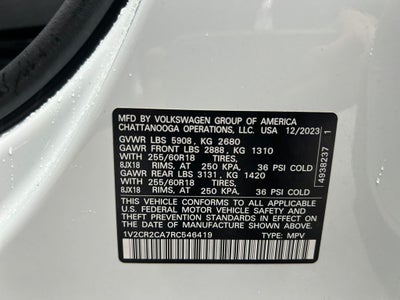 MFD BY VOLKSWAGEN GROUP OF AMERICA
CHATTANOOGA OPERATIONS, LLC. USA 12/2023
GVWR LBS 5908, KG 2680
GAWR FRONT LBS 2888, KG 1310
WITH 255/60R18 TIRES,
8JX18 RIMS AT 250 KPA, 36 PSI COLD
GAWR REAR LBS 3131, KG 1420
WITH 255/60R18 TIRES,
8JX18 RIMS AT 250 KPA, 36 PSI COLD
THIS VEHICLE CONFORMS TO ALL APPLICABLE
U.S. FEDERAL MOTOR VEHICLE SAFETY AND
THEFT PREVENTION STANDARDS IN EFFECT ON
THE DATE OF MANUFACTURE SHOWN ABOVE.
1V2CR2CA7RC546419 TYPE: MPV
4938237 1